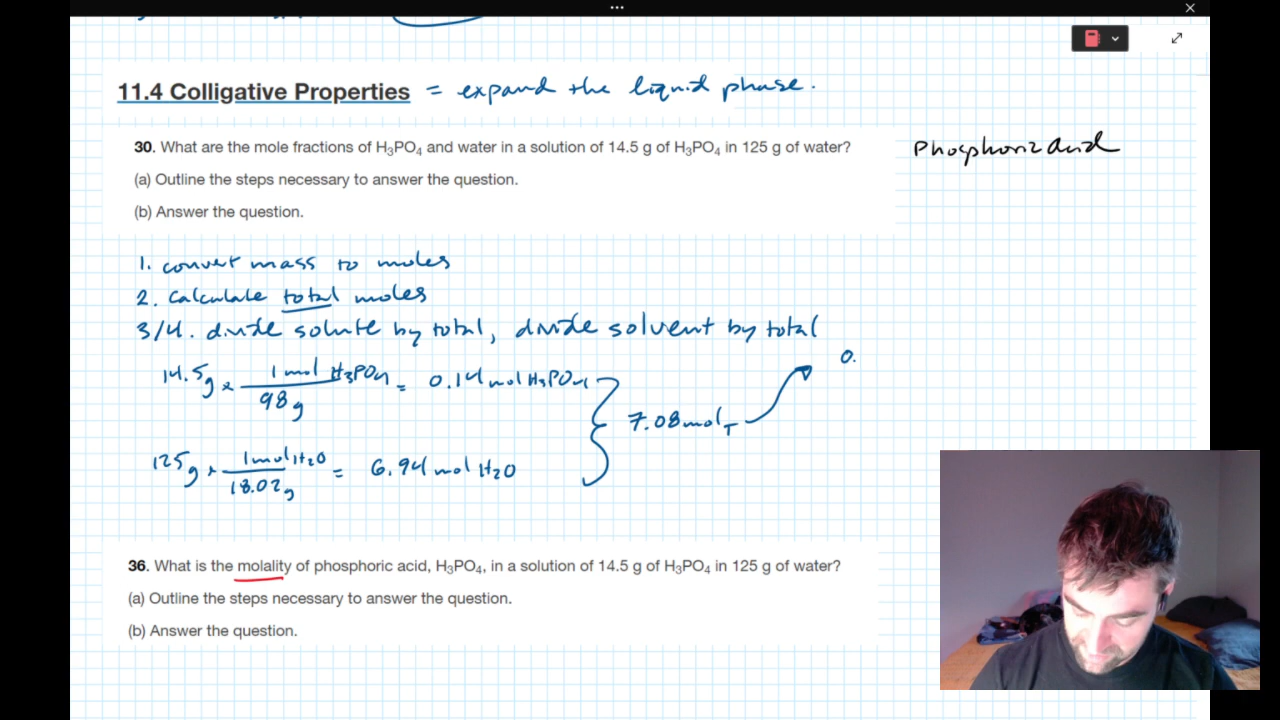 11.4 Colligative Properties = expand the liquid phase.
30. What are the mole fractions of H₃PO₄ and water in a solution of 14.5 g of H₃PO₄ in 125 g of water?
Phosphoric Acid
(a) Outline the steps necessary to answer the question.
(b) Answer the question.
1. convert mass to moles
2. calculate total moles
3/4. divide solute by total, divide solvent by total
14.5g × 1 mol H₃PO₄ / 98 g = 0.14 mol H₃PO₄
7.08 mol T
0.
125g × 1 mol H₂O / 18.02 g = 6.94 mol H₂O
36. What is the molality of phosphoric acid, H₃PO₄, in a solution of 14.5 g of H₃PO₄ in 125 g of water?
(a) Outline the steps necessary to answer the question.
(b) Answer the question.